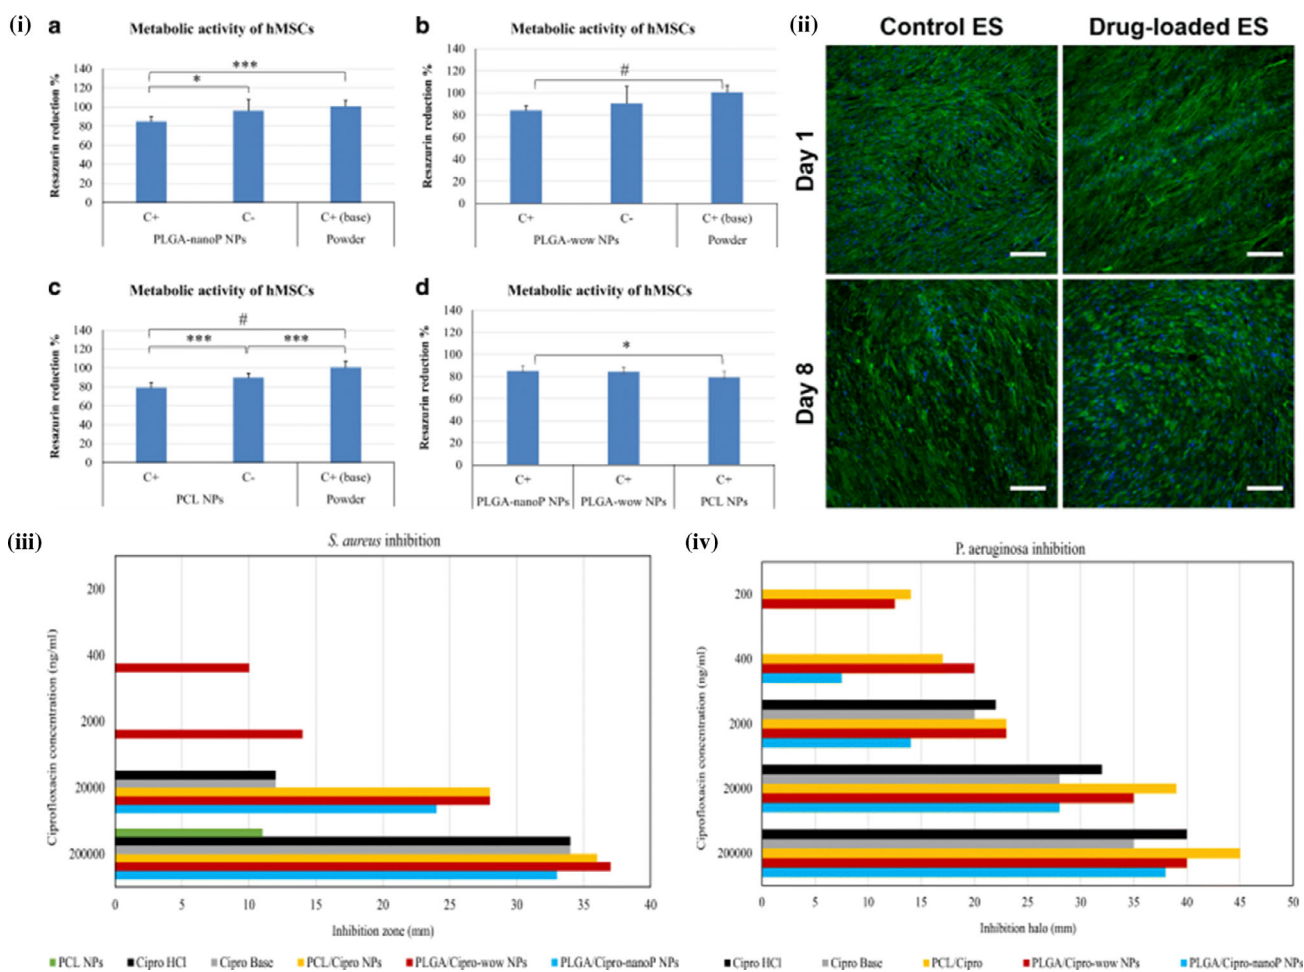 (i)
a
Metabolic activity of hMSCs
Resazurin reduction %
140
120
100
80
60
40
20
0
***
*
C+
C-
C+ (base)
PLGA-nanoP NPs
Powder
b
Metabolic activity of hMSCs
Resazurin reduction %
140
120
100
80
60
40
20
0
#
C+
C-
C+ (base)
PLGA-wow NPs
Powder
c
Metabolic activity of hMSCs
Resazurin reduction %
140
120
100
80
60
40
20
0
#
***
***
C+
C-
C+ (base)
PCL NPs
Powder
d
Metabolic activity of hMSCs
Resazurin reduction %
140
120
100
80
60
40
20
0
*
C+
C+
C+
PLGA-nanoP NPs
PLGA-wow NPs
PCL NPs
(ii)
Control ES
Drug-loaded ES
Day 1
Day 8
(iii)
S. aureus inhibition
Ciprofloxacin concentration (ng/ml)
200
400
2000
20000
200000
0 5 10 15 20 25 30 35 40
Inhibition zone (mm)
PCL NPs Cipro HCl Cipro Base PCL/Cipro NPs PLGA/Cipro-wow NPs PLGA/Cipro-nanoP NPs
(iv)
P. aeruginosa inhibition
Ciprofloxacin concentration (ng/ml)
200
400
2000
20000
200000
0 5 10 15 20 25 30 35 40 45 50
Inhibition halo (mm)
Cipro HCl Cipro Base PCL/Cipro PLGA/Cipro-wow NPs PLGA/Cipro-nanoP NPs